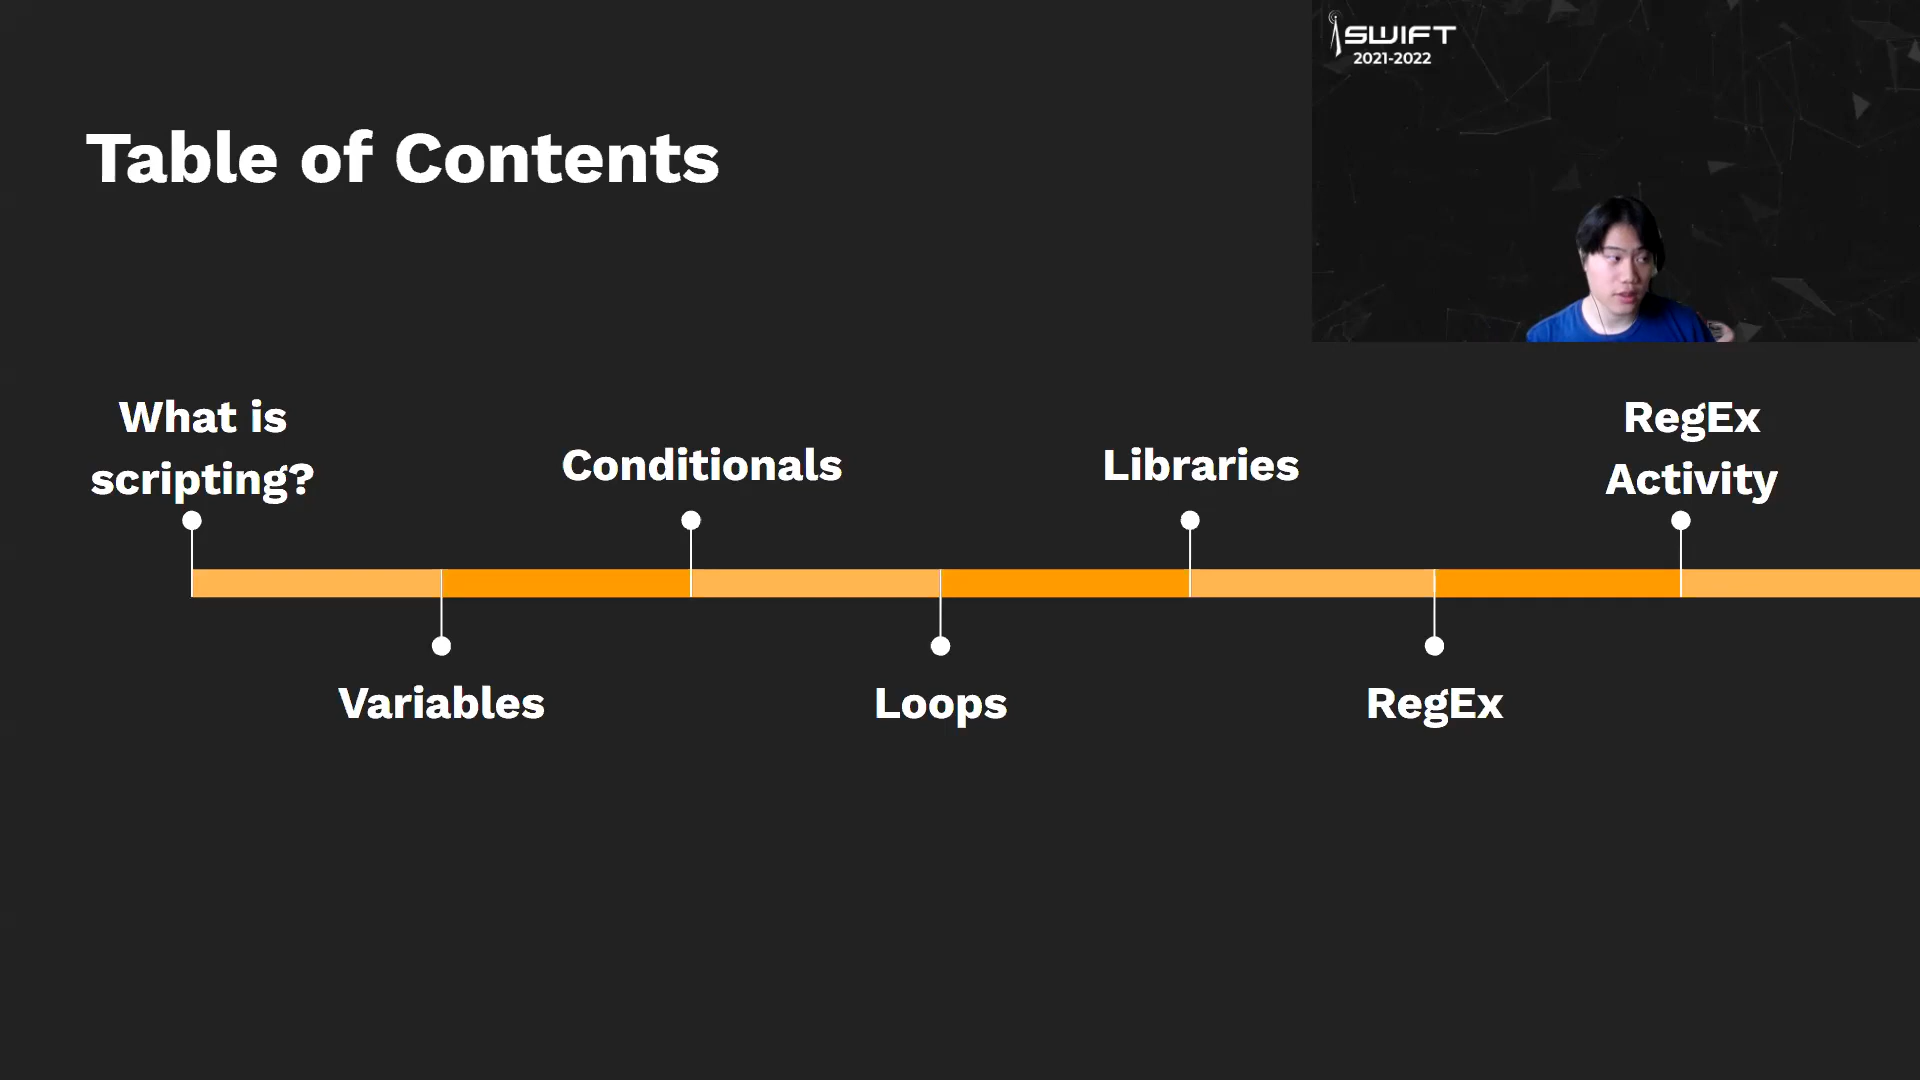 SWIFT
2021-2022
Table of Contents
What is
scripting?
Variables
Conditionals
Loops
Libraries
RegEx
RegEx
Activity